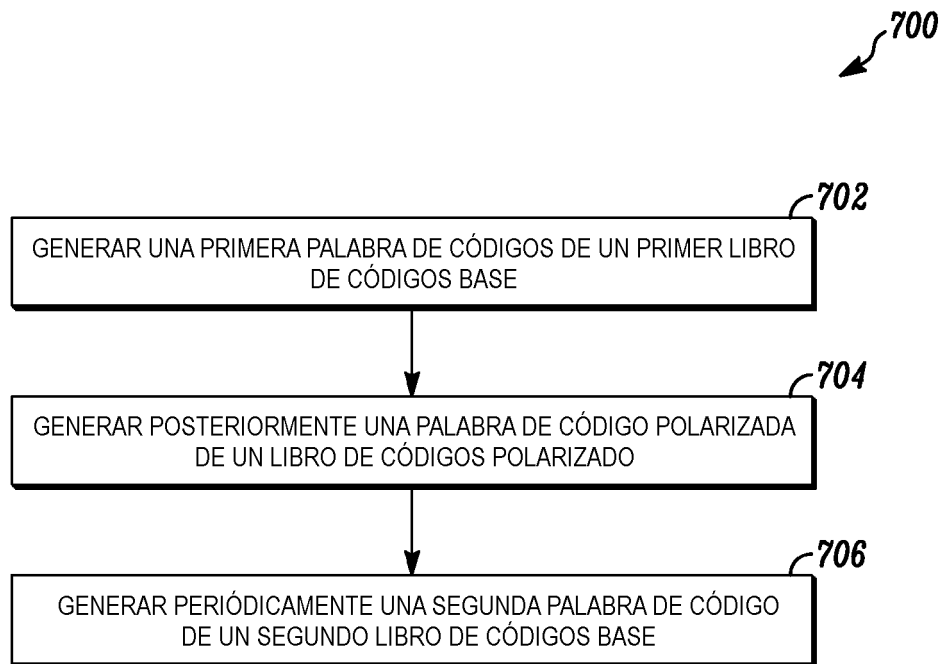 700
702
GENERAR UNA PRIMERA PALABRA DE CÓDIGOS DE UN PRIMER LIBRO
DE CÓDIGOS BASE
704
GENERAR POSTERIORMENTE UNA PALABRA DE CÓDIGO POLARIZADA
DE UN LIBRO DE CÓDIGOS POLARIZADO
706
GENERAR PERIÓDICAMENTE UNA SEGUNDA PALABRA DE CÓDIGO
DE UN SEGUNDO LIBRO DE CÓDIGOS BASE